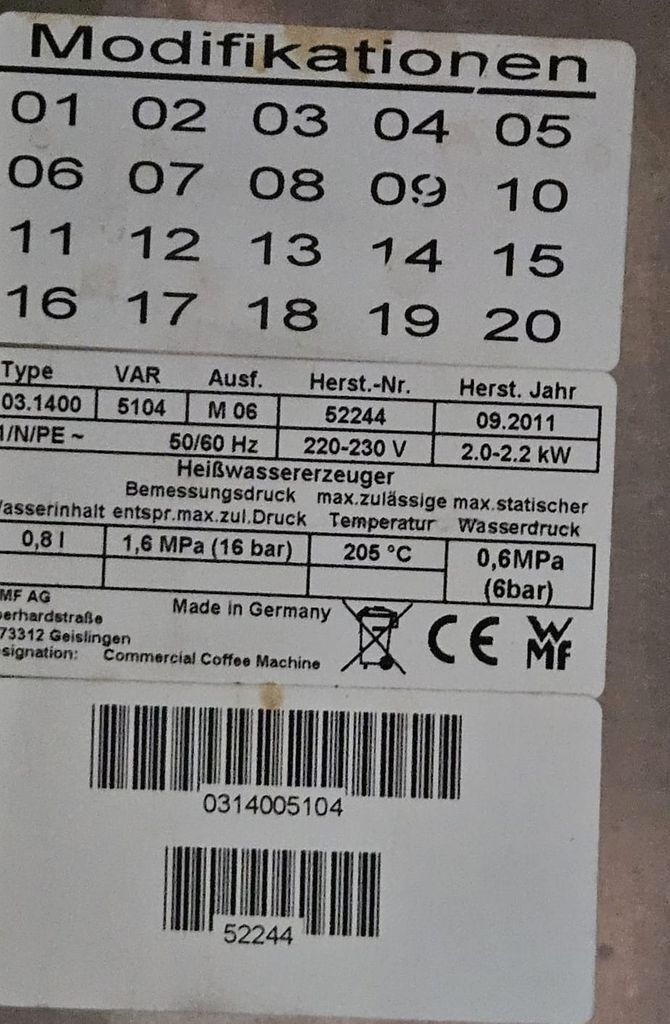 Modifikationen
01 02 03 04 05
06 07 08 09 10
11 12 13 14 15
16 17 18 19 20
Type VAR Ausf. Herst.-Nr. Herst. Jahr
03.1400 5104 M 06 52244 09.2011
1/N/PE ~ 50/60 Hz 220-230 V 2.0-2.2 kW
Heißwassererzeuger
Bemessungsdruck max.zulässige max.statischer
asserinhalt entspr.max.zul.Druck Temperatur Wasserdruck
0,8 l 1,6 MPa (16 bar) 205 °C 0,6MPa
(6bar)
MF AG Made in Germany
erhardstraße
73312 Geislingen
signation: Commercial Coffee Machine
CE WMF
0314005104
52244